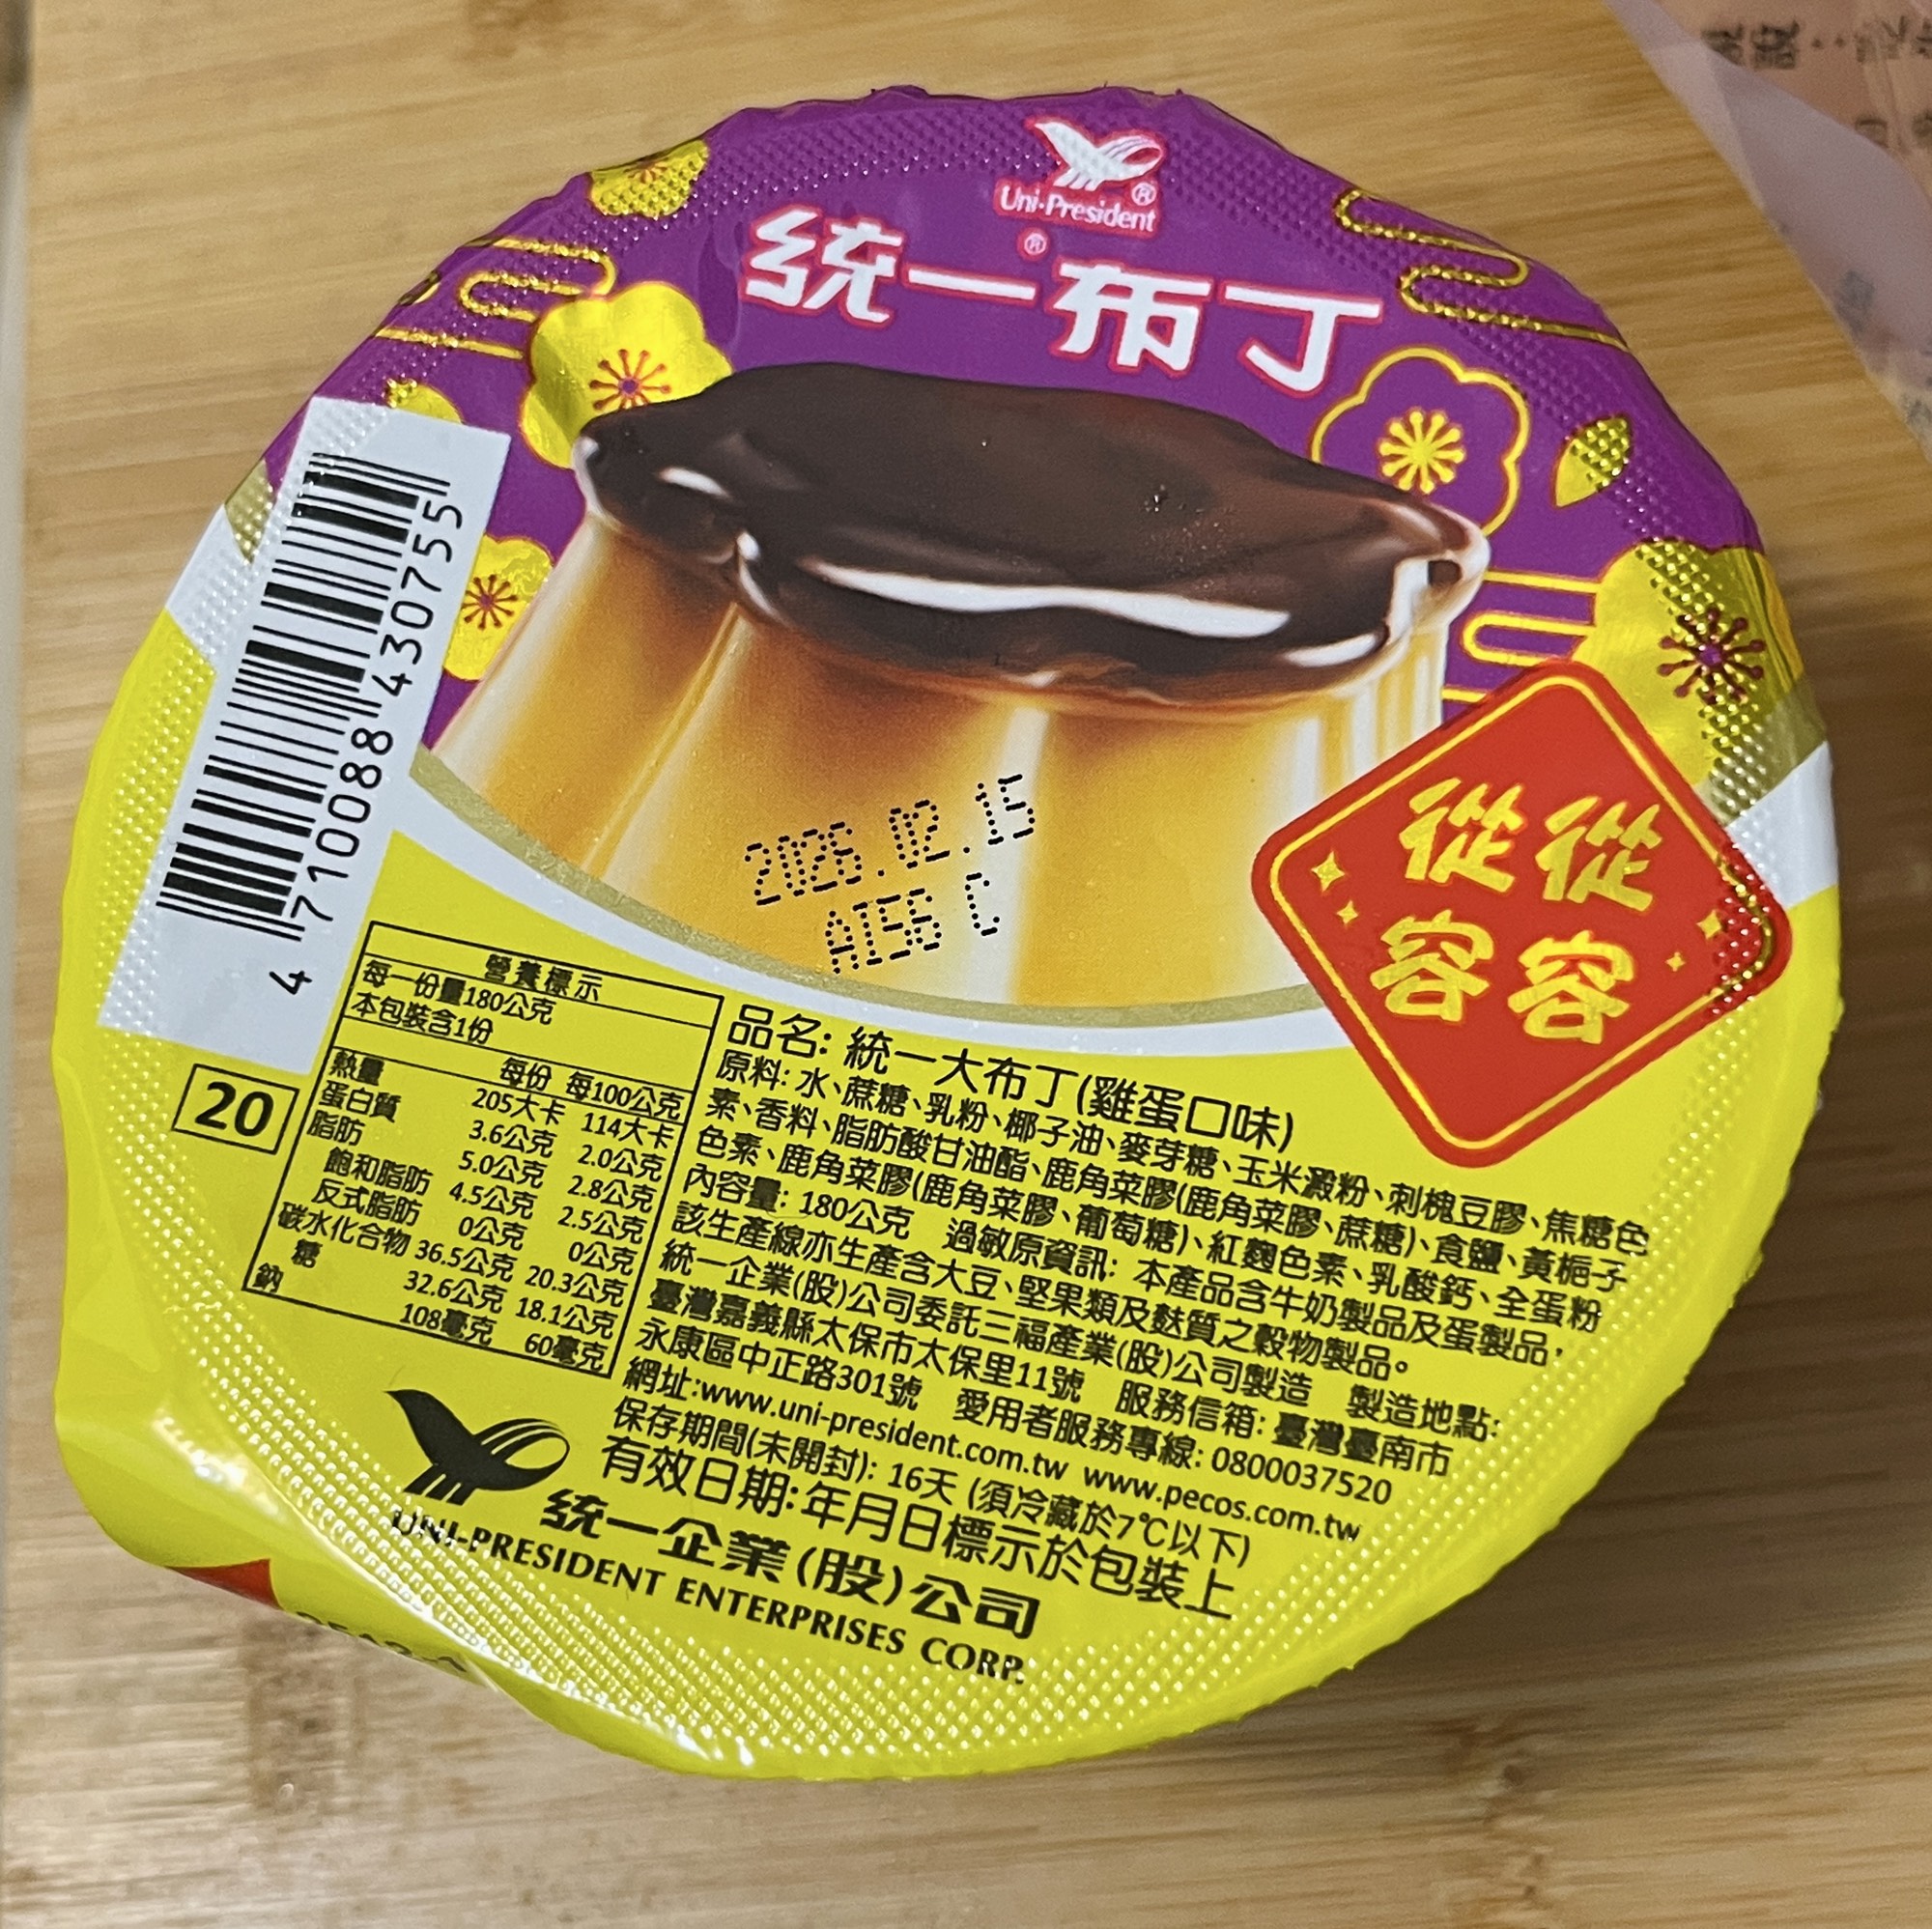 Uni-President®
®
統一布丁
4 710088 430755
2026.02.15
AI56 C
從從
容容
20
營養標示
每一份量180公克
本包裝含1份
每份 每100公克
熱量 205大卡 114大卡
蛋白質 3.6公克 2.0公克
脂肪 5.0公克 2.8公克
飽和脂肪 4.5公克 2.5公克
反式脂肪 0公克 0公克
碳水化合物 36.5公克 20.3公克
糖 32.6公克 18.1公克
鈉 108毫克 60毫克
品名: 統一大布丁(雞蛋口味)
原料: 水、蔗糖、乳粉、椰子油、麥芽糖、玉米澱粉、刺槐豆膠、焦糖色
素、香料、脂肪酸甘油酯、鹿角菜膠(鹿角菜膠、蔗糖)、食鹽、黃梔子
色素、鹿角菜膠(鹿角菜膠、葡萄糖)、紅麴色素、乳酸鈣、全蛋粉
內容量: 180公克 過敏原資訊: 本產品含牛奶製品及蛋製品,
該生產線亦生產含大豆、堅果類及麩質之穀物製品。
統一企業(股)公司委託三福產業(股)公司製造 製造地點:
臺灣嘉義縣太保市太保里11號 服務信箱: 臺灣臺南市
永康區中正路301號 愛用者服務專線: 0800037520
網址:www.uni-president.com.tw www.pecos.com.tw
保存期間(未開封): 16天 (須冷藏於7℃以下)
有效日期:年月日標示於包裝上
統一企業(股)公司
UNI-PRESIDENT ENTERPRISES CORP.